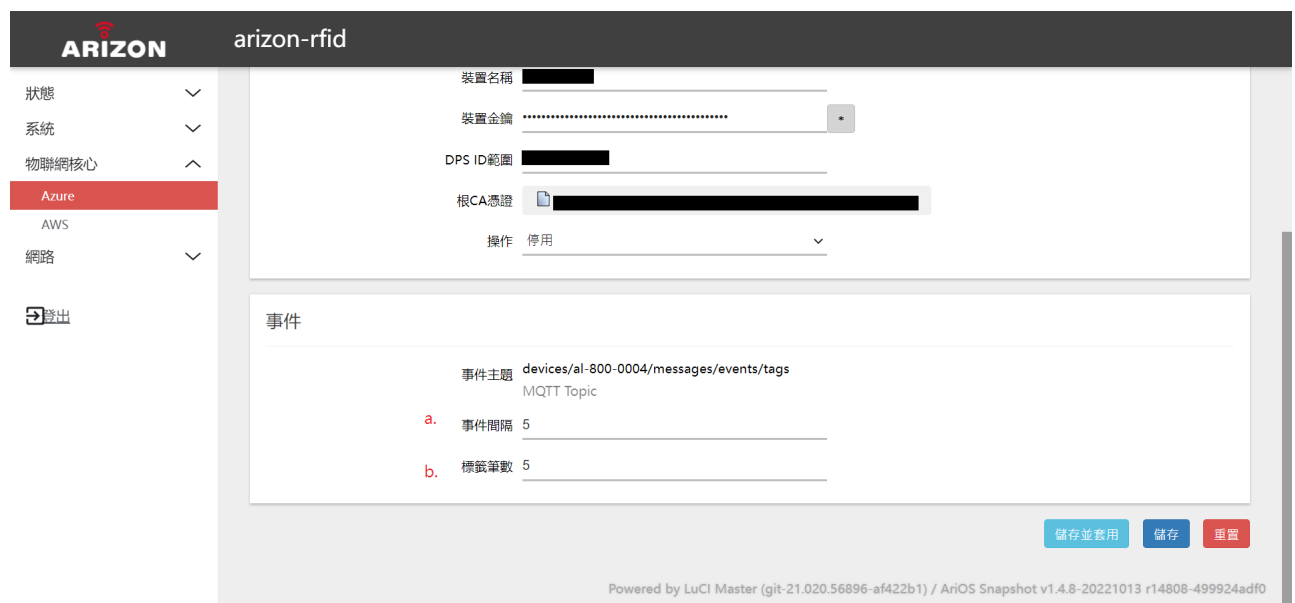 ARIZON arizon-rfid
狀態
系統
物聯網核心
Azure
AWS
網路
登出
裝置名稱
裝置金鑰 •••••••••••••••••••••••••••••••••••••••••••• *
DPS ID範圍
根CA憑證
操作 停用
事件
事件主題 devices/al-800-0004/messages/events/tags
MQTT Topic
a. 事件間隔 5
b. 標籤筆數 5
儲存並套用 儲存 重置
Powered by LuCI Master (git-21.020.56896-af422b1) / AriOS Snapshot v1.4.8-20221013 r14808-499924adf0